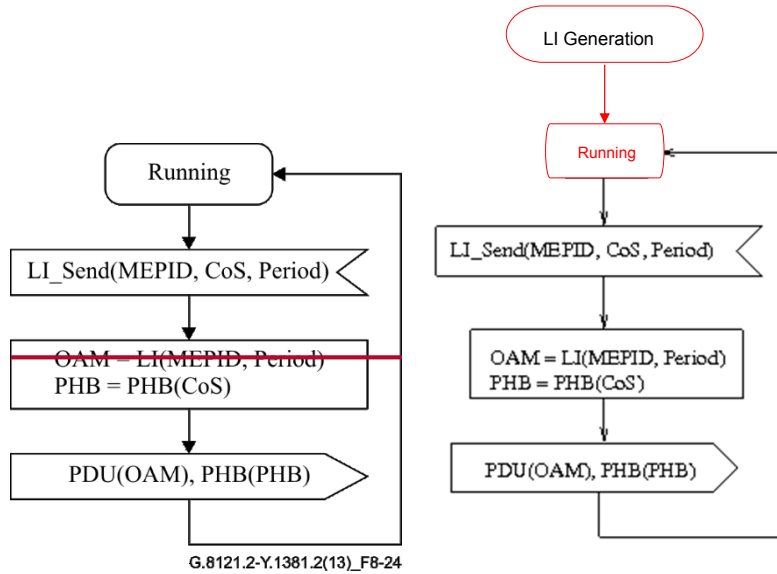 Running
LI_Send(MEPID, CoS, Period)
OAM = LI(MEPID, Period)
PHB = PHB(CoS)
PDU(OAM), PHB(PHB)
G.8121.2-Y.1381.2(13)_F8-24
LI Generation
Running
LI_Send(MEPID, CoS, Period)
OAM = LI(MEPID, Period)
PHB = PHB(CoS)
PDU(OAM), PHB(PHB)